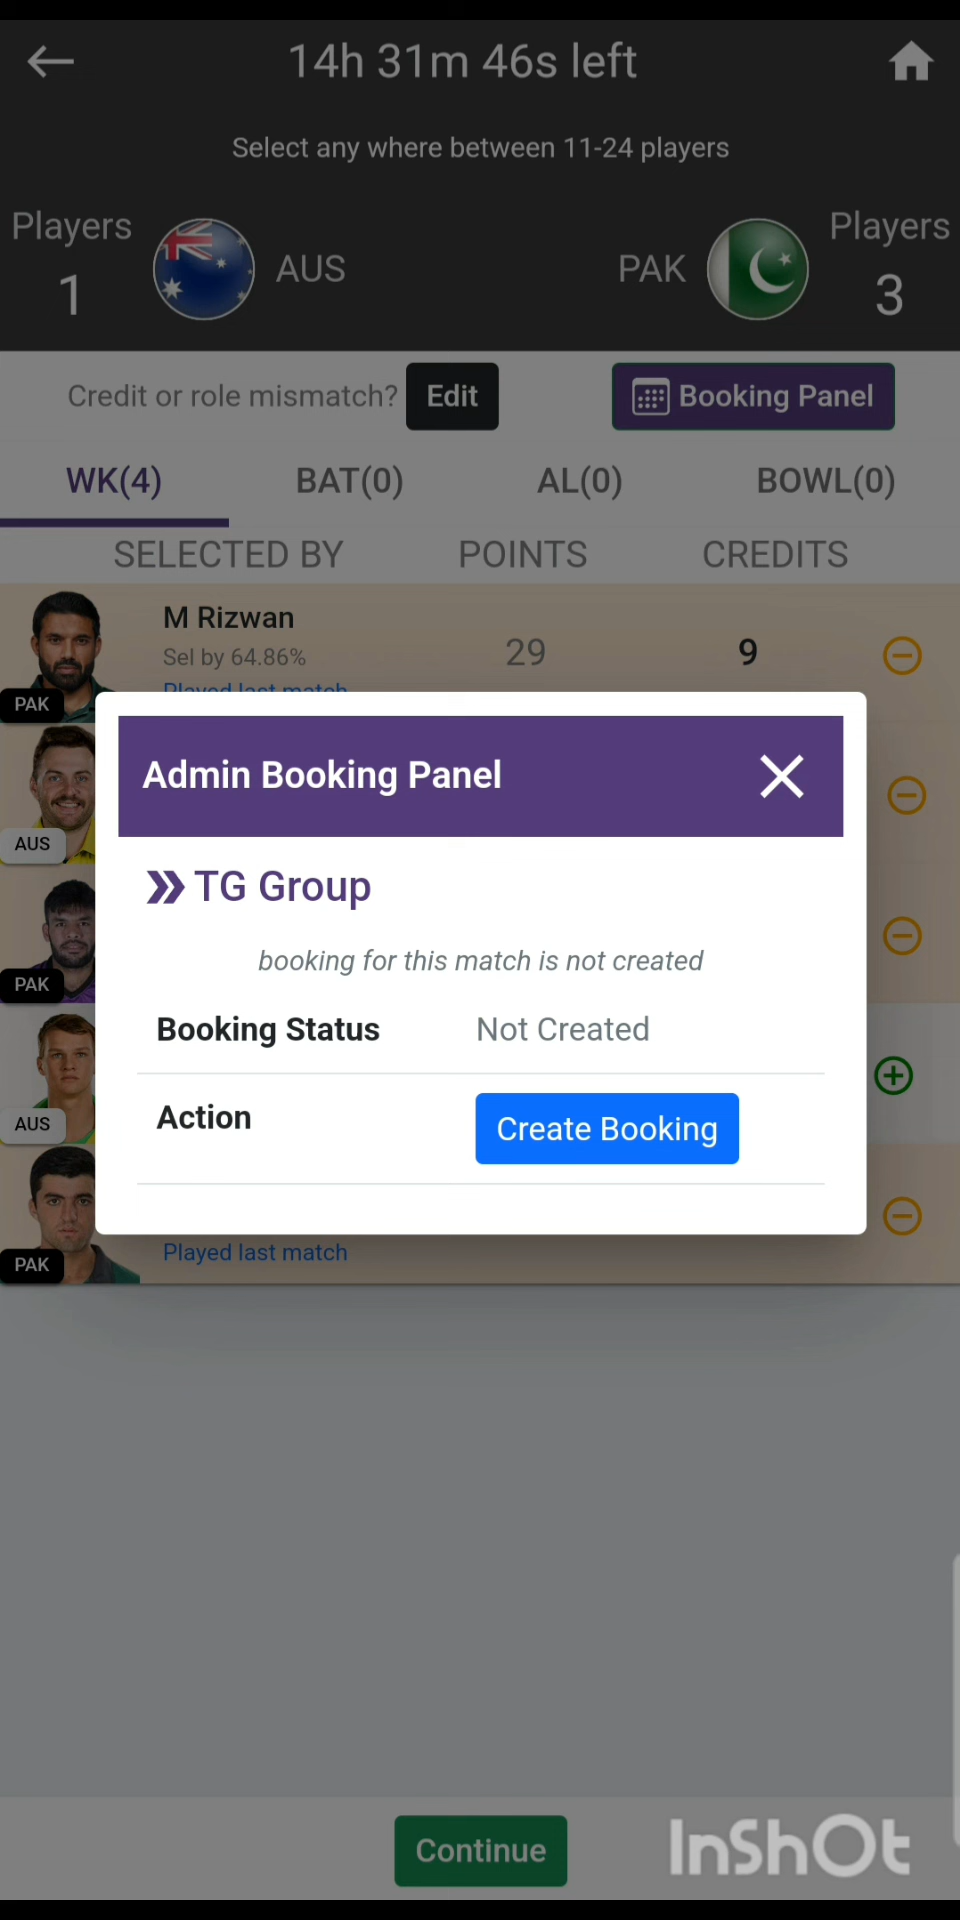 14h 31m 46s left
Select any where between 11-24 players
Players
1
AUS
PAK
Players
3
Credit or role mismatch?
Edit
Booking Panel
WK(4)
BAT(0)
AL(0)
BOWL(0)
SELECTED BY
POINTS
CREDITS
M Rizwan
Sel by 64.86%
Played last match
29
9
PAK
Admin Booking Panel
AUS
TG Group
booking for this match is not created
PAK
Booking Status
Not Created
Action
Create Booking
AUS
Played last match
PAK
Continue
InShOt